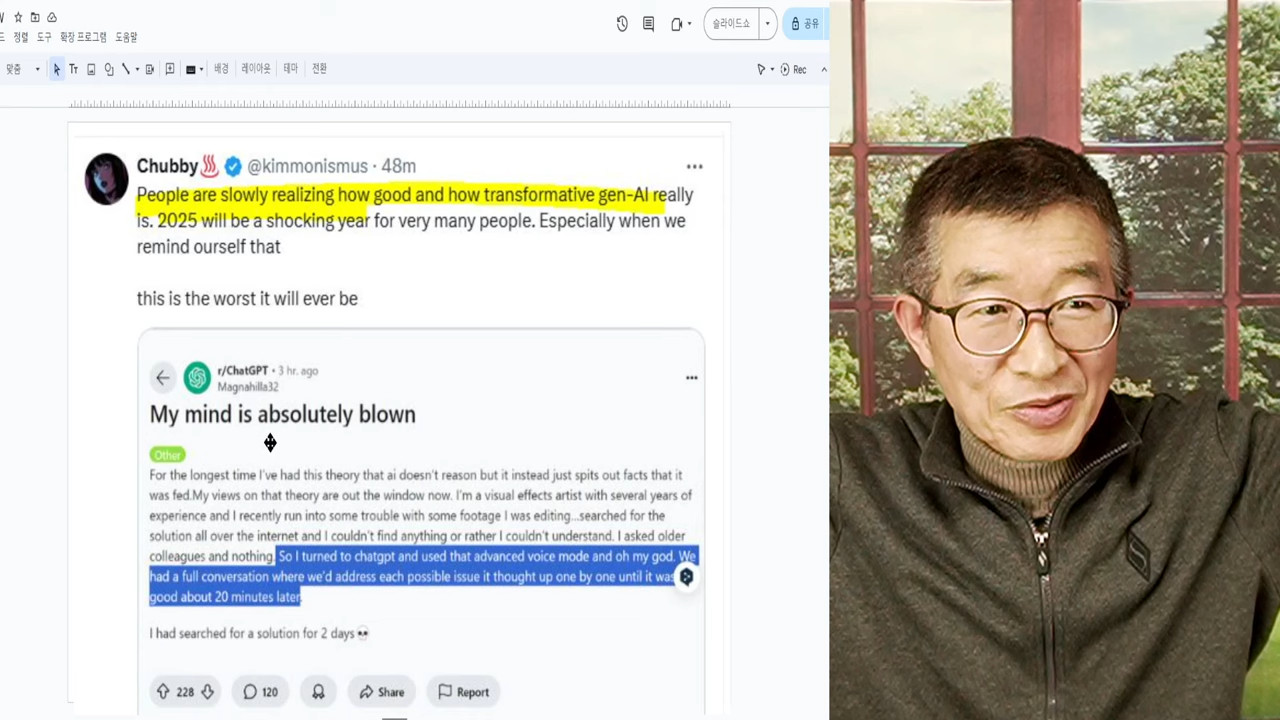 정렬 도구 확장 프로그램 도움말
슬라이드쇼
공유
맞춤
Tт
배경 레이아웃 테마 전환
Rec
Chubby @kimmonismus · 48m
People are slowly realizing how good and how transformative gen-AI really
is. 2025 will be a shocking year for very many people. Especially when we
remind ourself that
this is the worst it will ever be
r/ChatGPT • 3 hr. ago
Magnahilla32
My mind is absolutely blown
Other
For the longest time I've had this theory that ai doesn't reason but it instead just spits out facts that it
was fed.My views on that theory are out the window now. I'm a visual effects artist with several years of
experience and I recently run into some trouble with some footage I was editing...searched for the
solution all over the internet and I couldn't find anything or rather I couldn't understand. I asked older
colleagues and nothing. So I turned to chatgpt and used that advanced voice mode and oh my god. We
had a full conversation where we'd address each possible issue it thought up one by one until it was
good about 20 minutes later.
I had searched for a solution for 2 days
228 120 Share Report